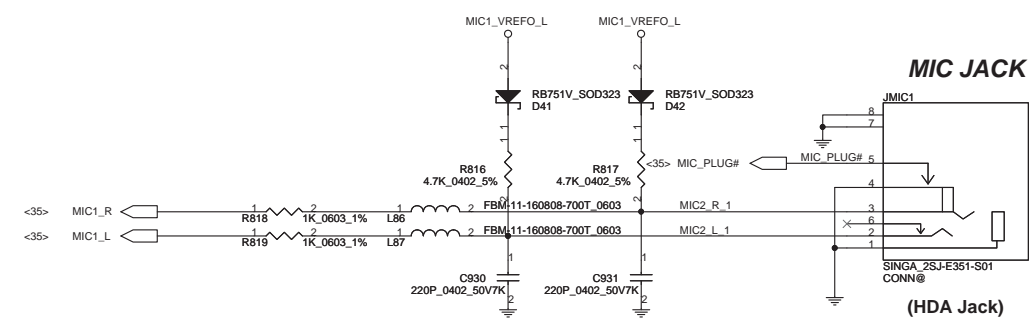 MIC1_VREFO_L
MIC1_VREFO_L
MIC JACK
2
2
RB751V_SOD323
D41
RB751V_SOD323
D42
JMIC1
8
7
1
1
1
1
R816
4.7K_0402_5%
R817
4.7K_0402_5%
<35> MIC_PLUG#
MIC_PLUG# 5
2
2
4
<35> MIC1_R
R818
1
2
1K_0603_1%
L86
1
2
FBM-11-160808-700T_0603
MIC2_R_1
3
6
<35> MIC1_L
R819
1
2
1K_0603_1%
L87
1
2
FBM-11-160808-700T_0603
MIC2_L_1
2
1
C930
220P_0402_50V7K
1
2
C931
220P_0402_50V7K
1
2
SINGA_2SJ-E351-S01
CONN@
(HDA Jack)